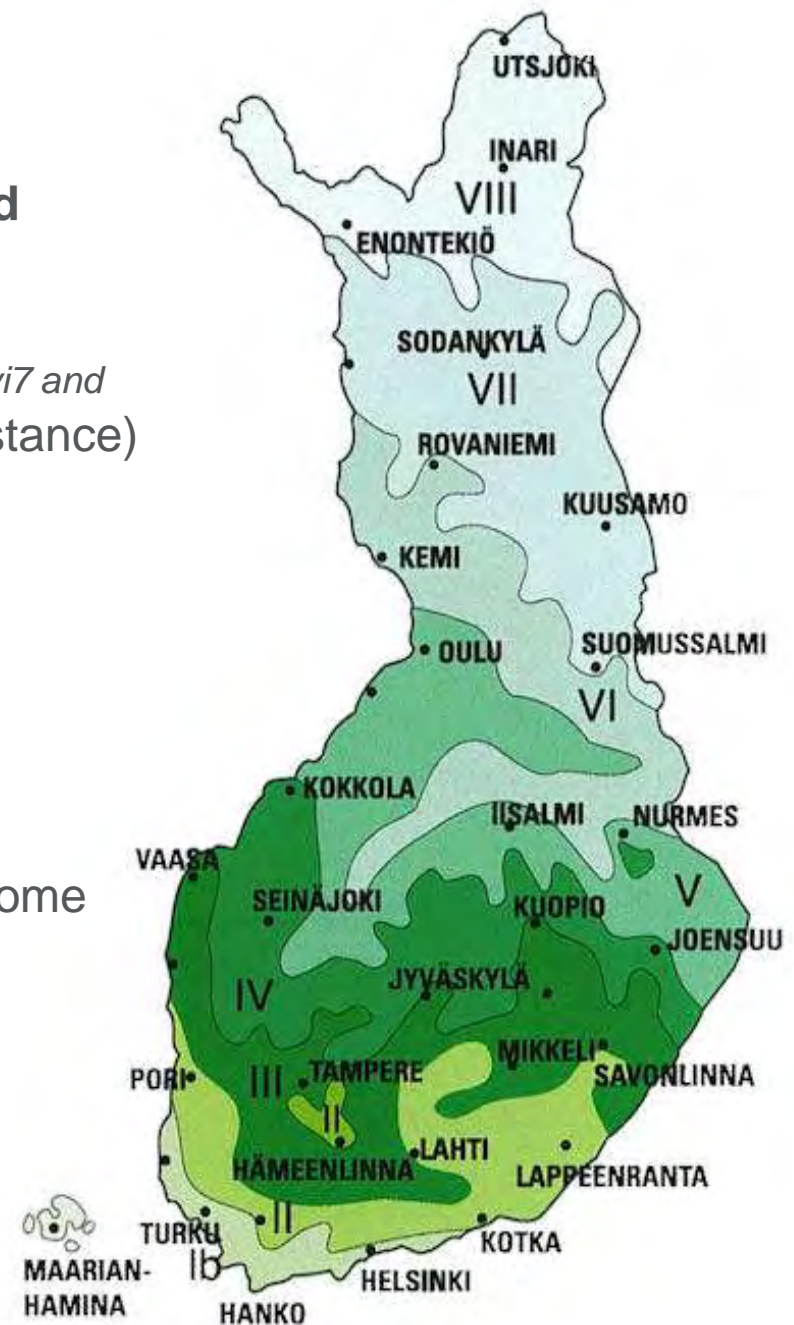 UTSJOKI
INARI
VIII
d
ENONTEKIÖ
SODANKYLÄ
vi7 and
VII
stance)
ROVANIEMI
KUUSAMO
KEMI
OULU
SUOMUSSALMI
VI
KOKKOLA
IISALMI
NURMES
VAASA
V
ome
SEINÄJOKI
KUOPIO
JOENSUU
IV
JYVÄSKYLÄ
MIKKELI
PORI
III
TAMPERE
SAVONLINNA
II
LAHTI
HÄMEENLINNA
LAPPEENRANTA
II
TURKU
KOTKA
Ib
HELSINKI
MAARIAN-
HAMINA
HANKO